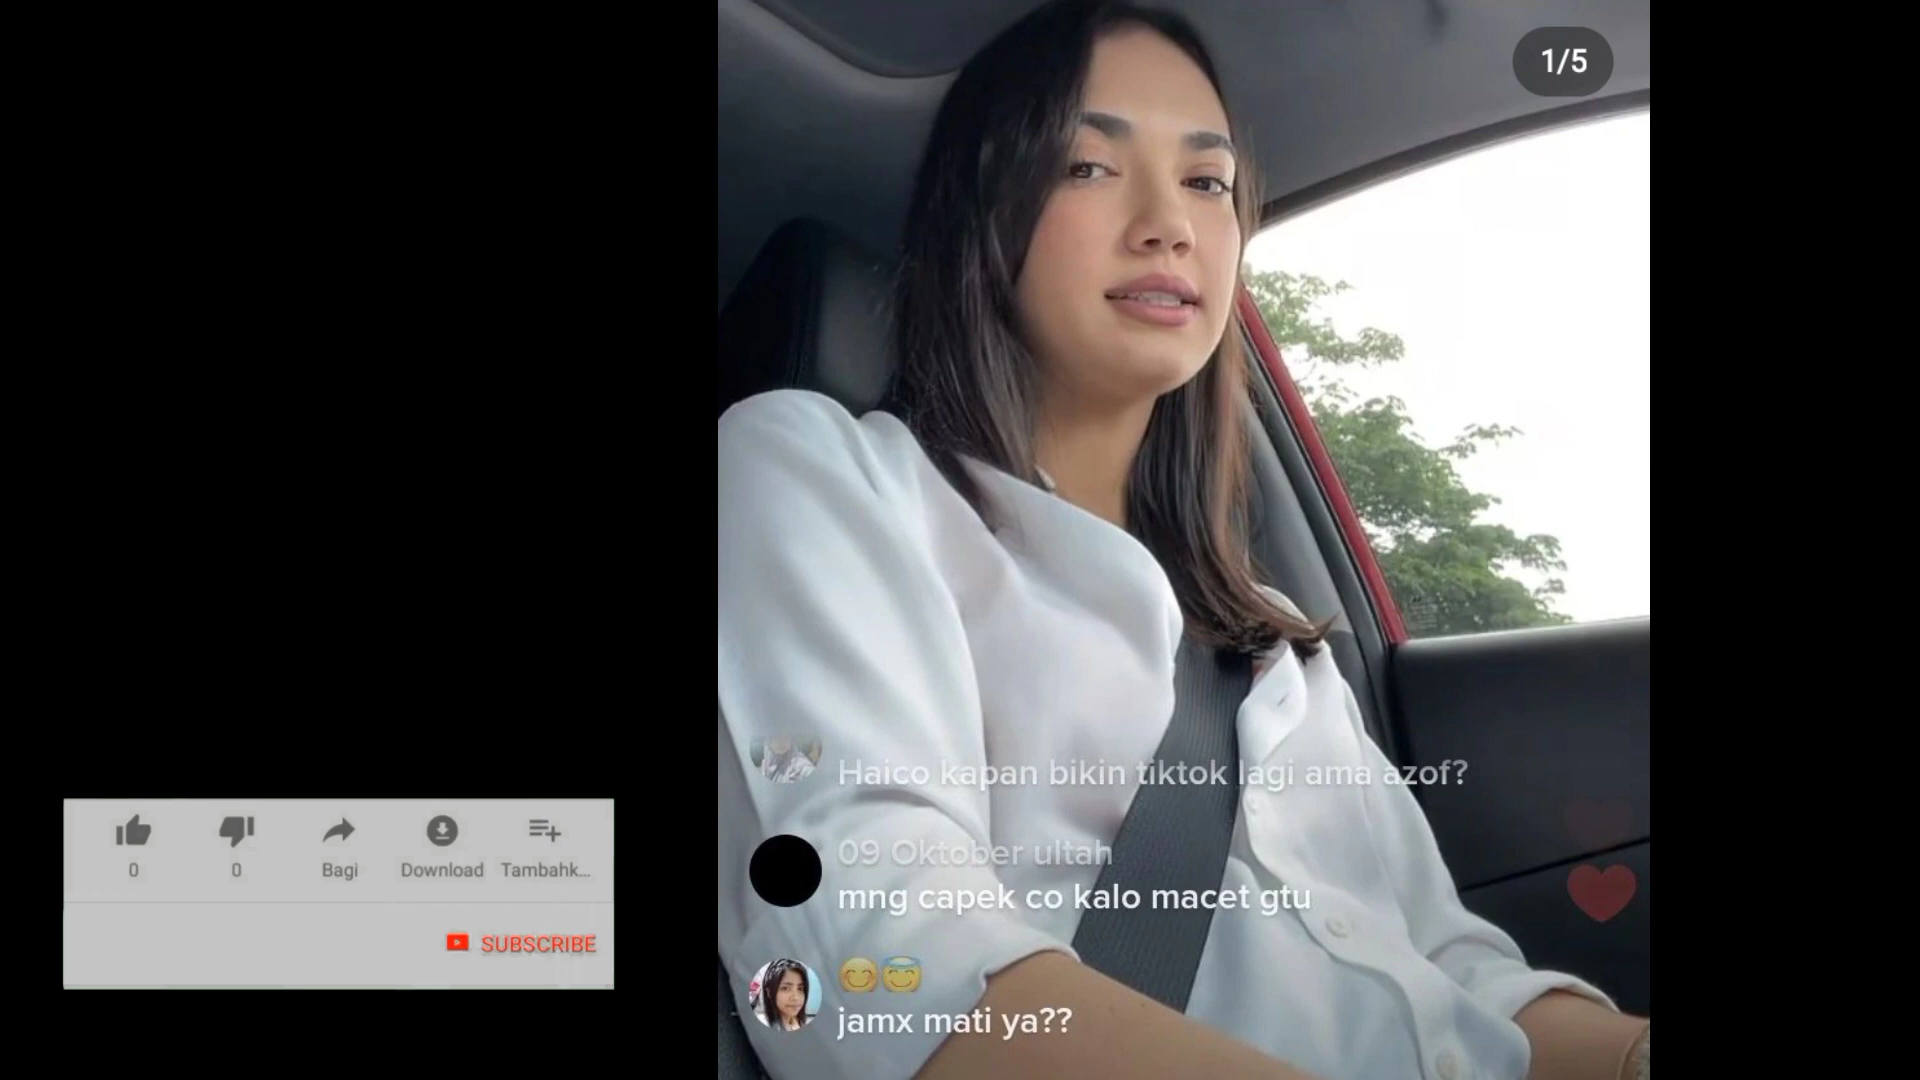 1/5
Haico kapan bikin tiktok lagi ama azof?
09 Oktober ultah
mng capek co kalo macet gtu
😊😇
jamx mati ya??
0
0
Bagi
Download
Tambahk...
SUBSCRIBE